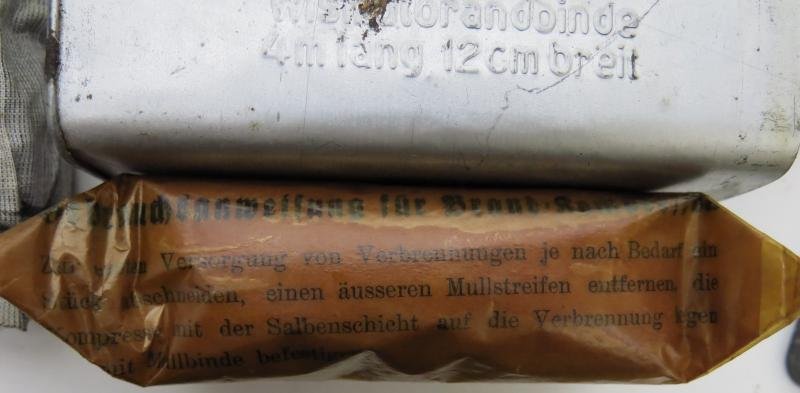 Wismutbrandbinde
4m lang, 12cm breit
Gebrauchsanweisung für Brand-Kompressen
Zur ersten Versorgung von Verbrennungen je nach Bedarf ein
Stück abschneiden, einen äusseren Mullstreifen entfernen, die
Kompresse mit der Salbenschicht auf die Verbrennung legen
mit Mullbinde befestigen